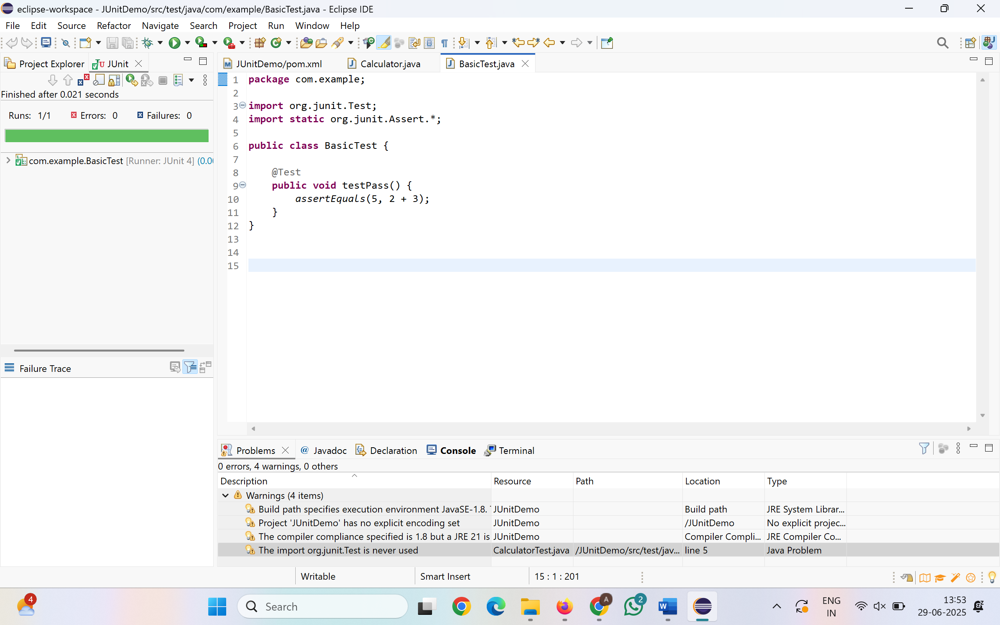 eclipse-workspace - JUnitDemo/src/test/java/com/example/BasicTest.java - Eclipse IDE
File Edit Source Refactor Navigate Search Project Run Window Help
Project Explorer JUnit
Finished after 0.021 seconds
Runs: 1/1 Errors: 0 Failures: 0
com.example.BasicTest [Runner: JUnit 4] (0.00
Failure Trace
JUnitDemo/pom.xml Calculator.java BasicTest.java
1 package com.example;
2
3 import org.junit.Test;
4 import static org.junit.Assert.*;
5
6 public class BasicTest {
7
8 @Test
9 public void testPass() {
10 assertEquals(5, 2 + 3);
11 }
12 }
13
14
15
Problems @ Javadoc Declaration Console Terminal
0 errors, 4 warnings, 0 others
Description Resource Path Location Type
Warnings (4 items)
Build path specifies execution environment JavaSE-1.8. JUnitDemo Build path JRE System Librar...
Project 'JUnitDemo' has no explicit encoding set JUnitDemo /JUnitDemo No explicit projec...
The compiler compliance specified is 1.8 but a JRE 21 is JUnitDemo Compiler Compli... JRE Compiler Co...
The import org.junit.Test is never used CalculatorTest.java /JUnitDemo/src/test/jav... line 5 Java Problem
Writable Smart Insert 15 : 1 : 201
4
Search
A
2
W
ENG
IN
13:53
29-06-2025